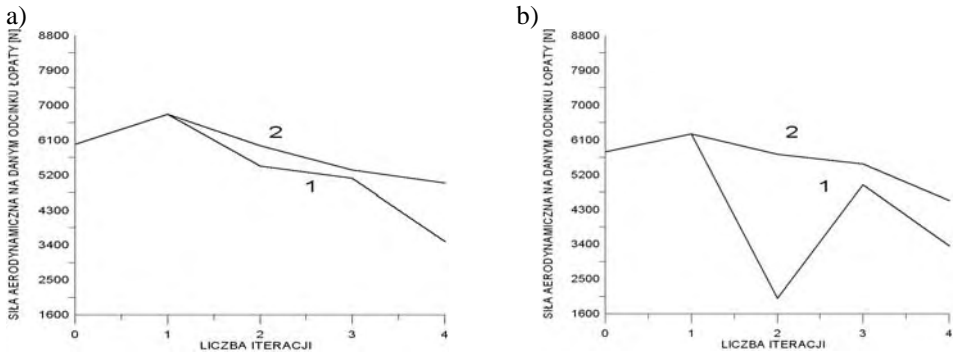 a)
SIŁA AERODYNAMICZNA NA DANYM ODCINKU ŁOPATY [N]
8800
7900
7000
6100
5200
4300
3400
2500
1600
2
1
0 1 2 3 4
LICZBA ITERACJI
b)
SIŁA AERODYNAMICZNA NA DANYM ODCINKU ŁOPATY [N]
8800
7900
7000
6100
5200
4300
3400
2500
1600
2
1
0 1 2 3 4
LICZBA ITERACJI